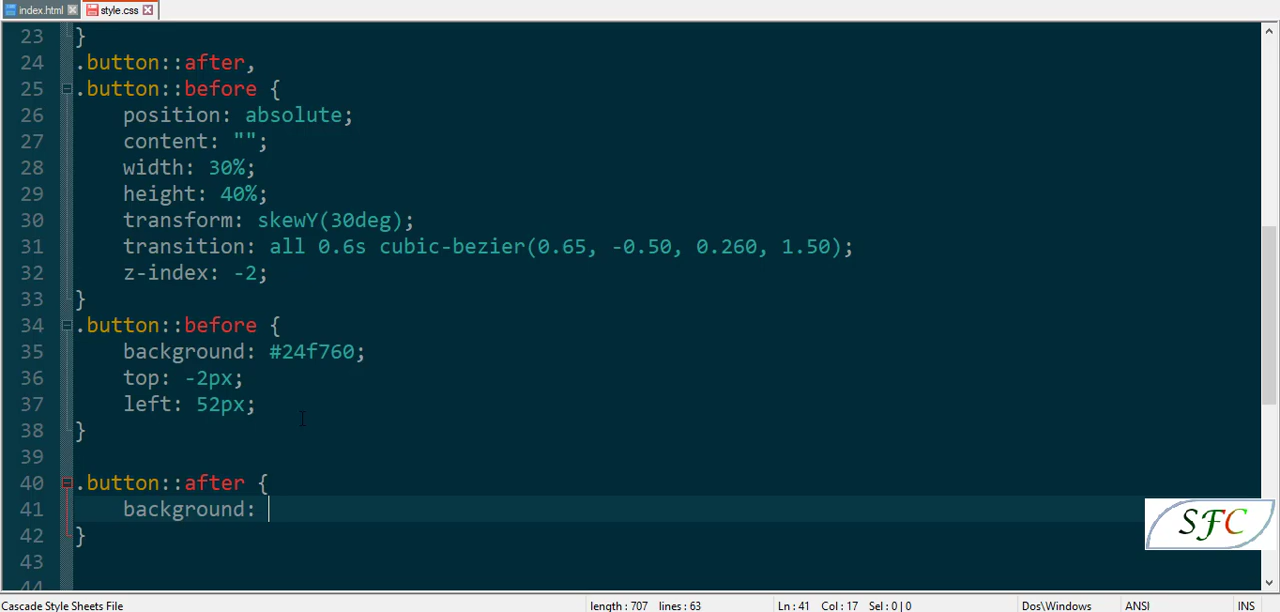 index.html style.css
23 }
24 .button::after,
25 .button::before {
26 position: absolute;
27 content: "";
28 width: 30%;
29 height: 40%;
30 transform: skewY(30deg);
31 transition: all 0.6s cubic-bezier(0.65, -0.50, 0.260, 1.50);
32 z-index: -2;
33 }
34 .button::before {
35 background: #24f760;
36 top: -2px;
37 left: 52px;
38 }
39
40 .button::after {
41 background:
42 }
43
44
SFC
Cascade Style Sheets File length : 707 lines : 63 Ln : 41 Col : 17 Sel : 0 | 0 Dos\Windows ANSI INS